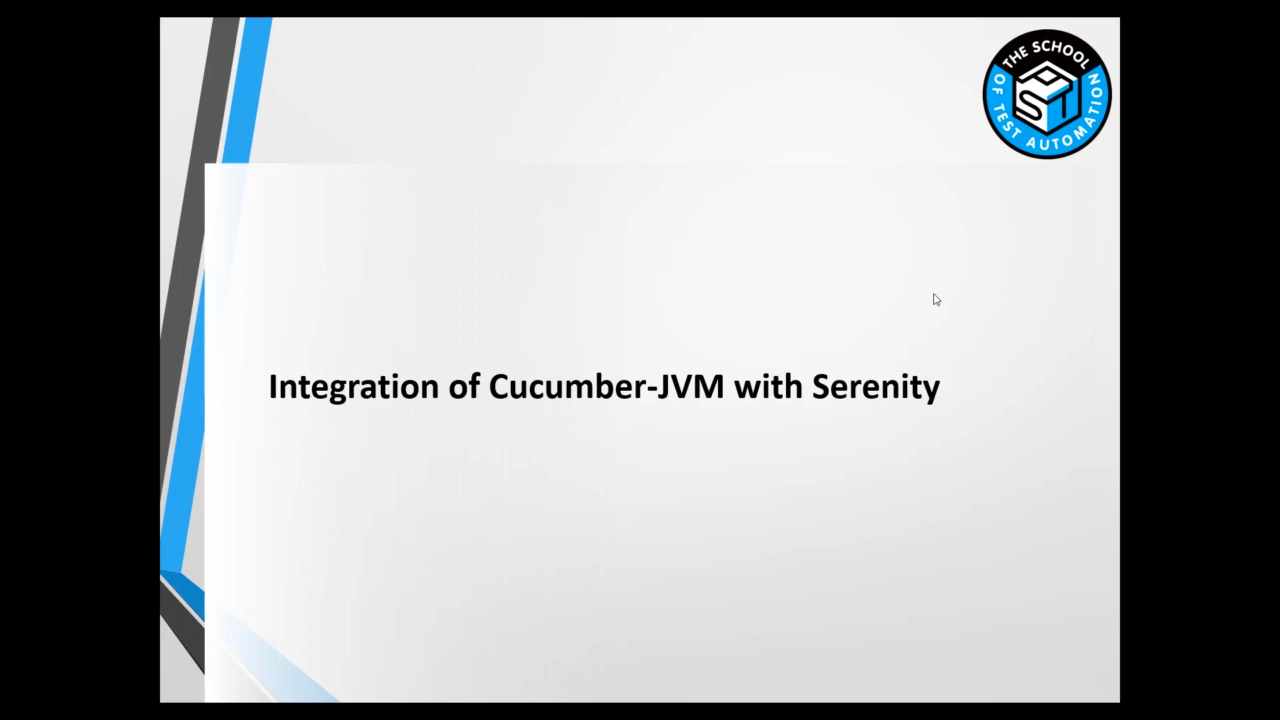 THE SCHOOL
OF TEST AUTOMATION
Integration of Cucumber-JVM with Serenity